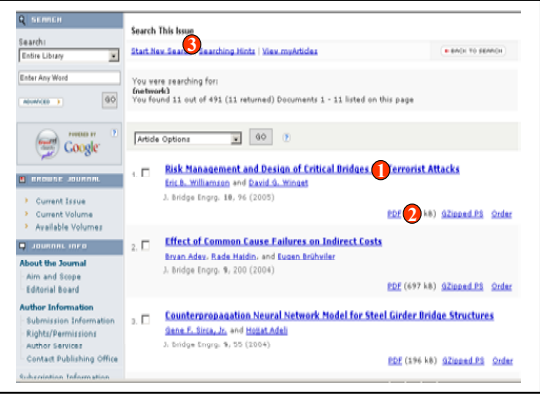 SEARCH
Search:
Entire Library
Enter Any Word
ADVANCED
GO
POWERED BY
Google
?
BROWSE JOURNAL
Current Issue
Current Volume
Available Volumes
JOURNAL INFO
About the Journal
Aim and Scope
Editorial Board
Author Information
Submission Information
Rights/Permissions
Author Services
Contact Publishing Office
Subscription Information
Search This Issue
Start New Search Searching Hints | View myArticles
3
BACK TO SEARCH
You were searching for:
(network)
You found 11 out of 491 (11 returned) Documents 1 - 11 listed on this page
Article Options GO ?
1. Risk Management and Design of Critical Bridges 1 Terrorist Attacks
Eric B. Williamson and David G. Winget
J. Bridge Engrg. 10, 96 (2005)
PDF 2 kB) GZipped PS Order
2. Effect of Common Cause Failures on Indirect Costs
Bryan Adey, Rade Hajdin, and Eugen Brühwiler
J. Bridge Engrg. 9, 200 (2004)
PDF (697 kB) GZipped PS Order
3. Counterpropagation Neural Network Model for Steel Girder Bridge Structures
Gene F. Sirca, Jr. and Hojjat Adeli
J. Bridge Engrg. 9, 55 (2004)
PDF (196 kB) GZipped PS Order